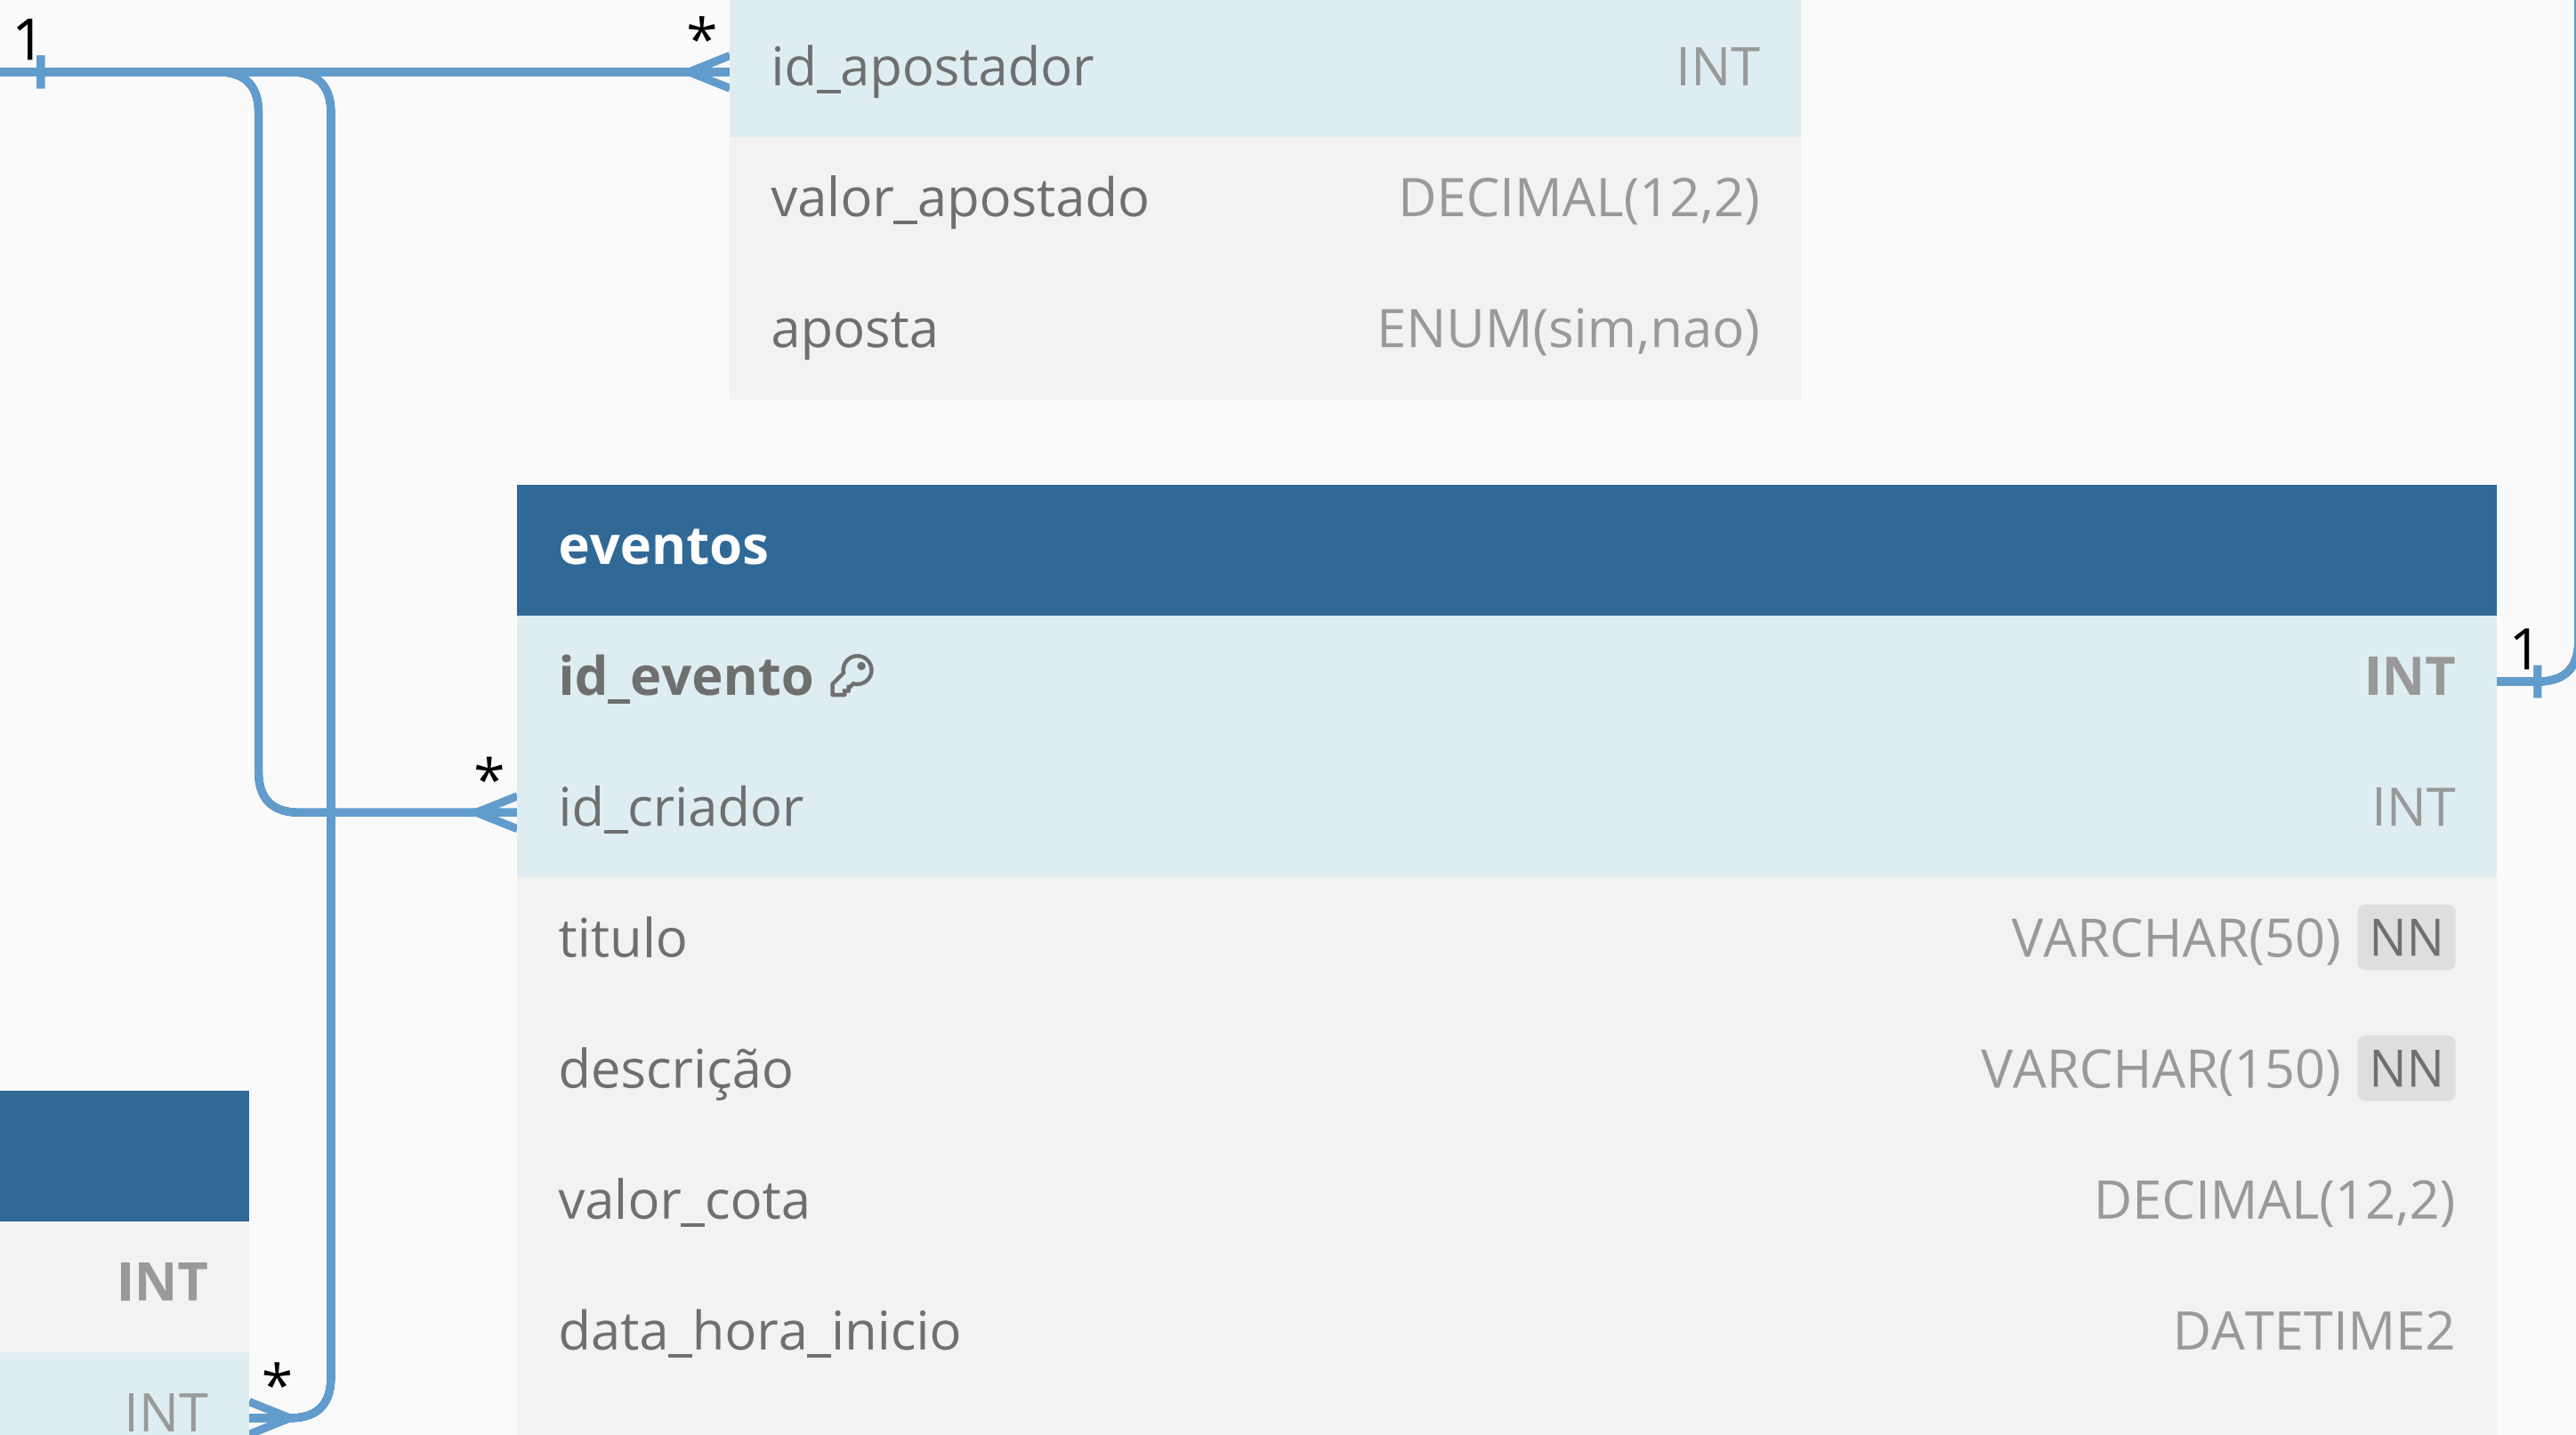 1
*
id_apostador INT
valor_apostado DECIMAL(12,2)
aposta ENUM(sim,nao)
eventos
id_evento INT
1
*
id_criador INT
titulo VARCHAR(50) NN
descrição VARCHAR(150) NN
valor_cota DECIMAL(12,2)
data_hora_inicio DATETIME2
INT
*
INT